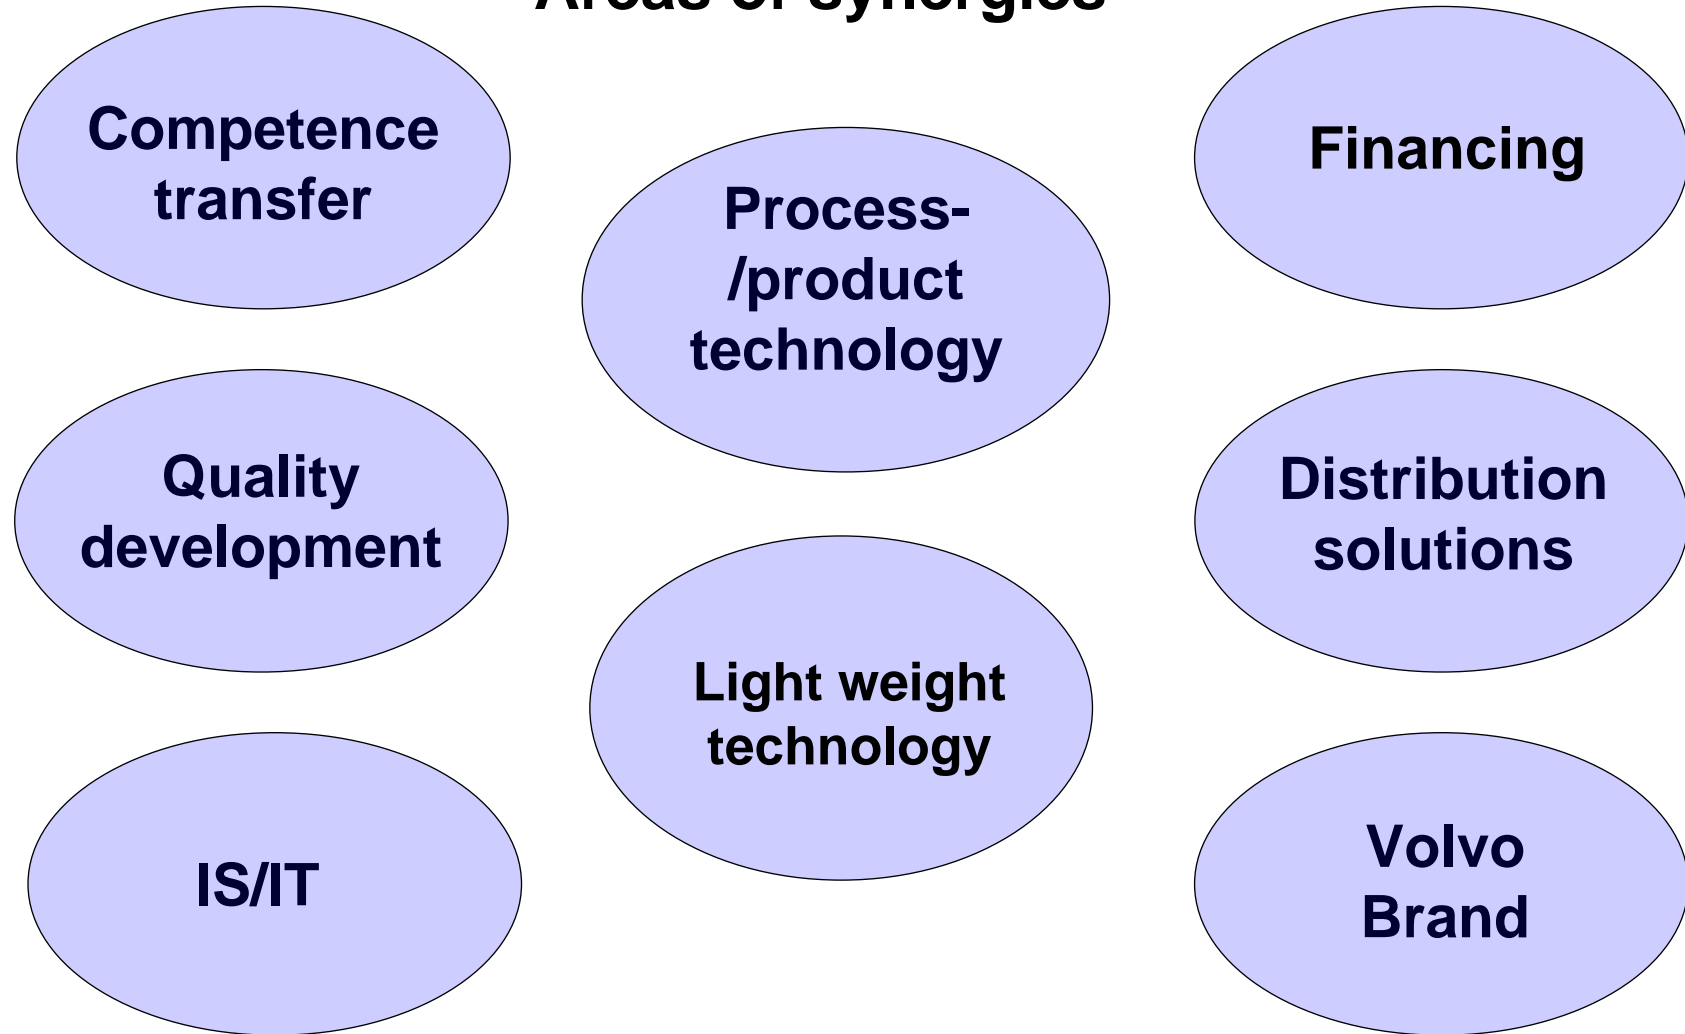 Areas of synergies
Competence
transfer
Process-
/product
technology
Financing
Quality
development
Light weight
technology
Distribution
solutions
IS/IT
Volvo
Brand